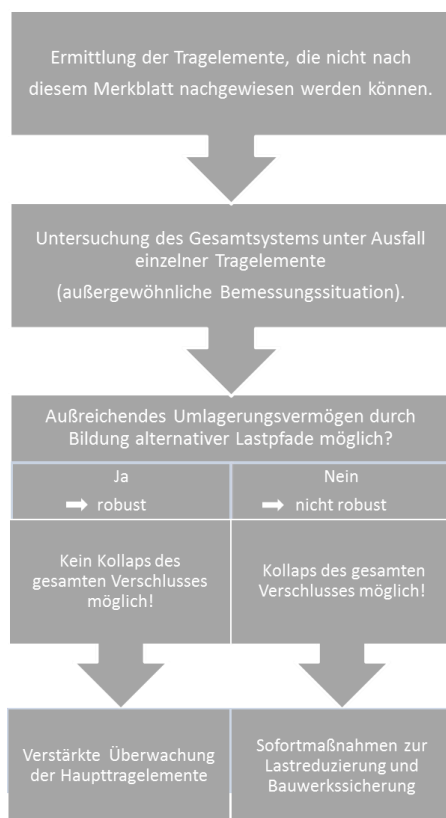 Ermittlung der Tragelemente, die nicht nach
diesem Merkblatt nachgewiesen werden können.
Untersuchung des Gesamtsystems unter Ausfall
einzelner Tragelemente
(außergewöhnliche Bemessungssituation).
Außreichendes Umlagerungsvermögen durch
Bildung alternativer Lastpfade möglich?
Ja
➞ robust
Nein
➞ nicht robust
Kein Kollaps des
gesamten Verschlusses
möglich!
Kollaps des gesamten
Verschlusses möglich!
Verstärkte Überwachung
der Haupttragelemente
Sofortmaßnahmen zur
Lastreduzierung und
Bauwerkssicherung